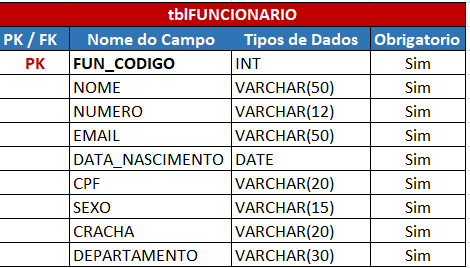 tblFUNCIONARIO
PK / FK Nome do Campo Tipos de Dados Obrigatorio
PK FUN_CODIGO INT Sim
NOME VARCHAR(50) Sim
NUMERO VARCHAR(12) Sim
EMAIL VARCHAR(50) Sim
DATA_NASCIMENTO DATE Sim
CPF VARCHAR(20) Sim
SEXO VARCHAR(15) Sim
CRACHA VARCHAR(20) Sim
DEPARTAMENTO VARCHAR(30) Sim